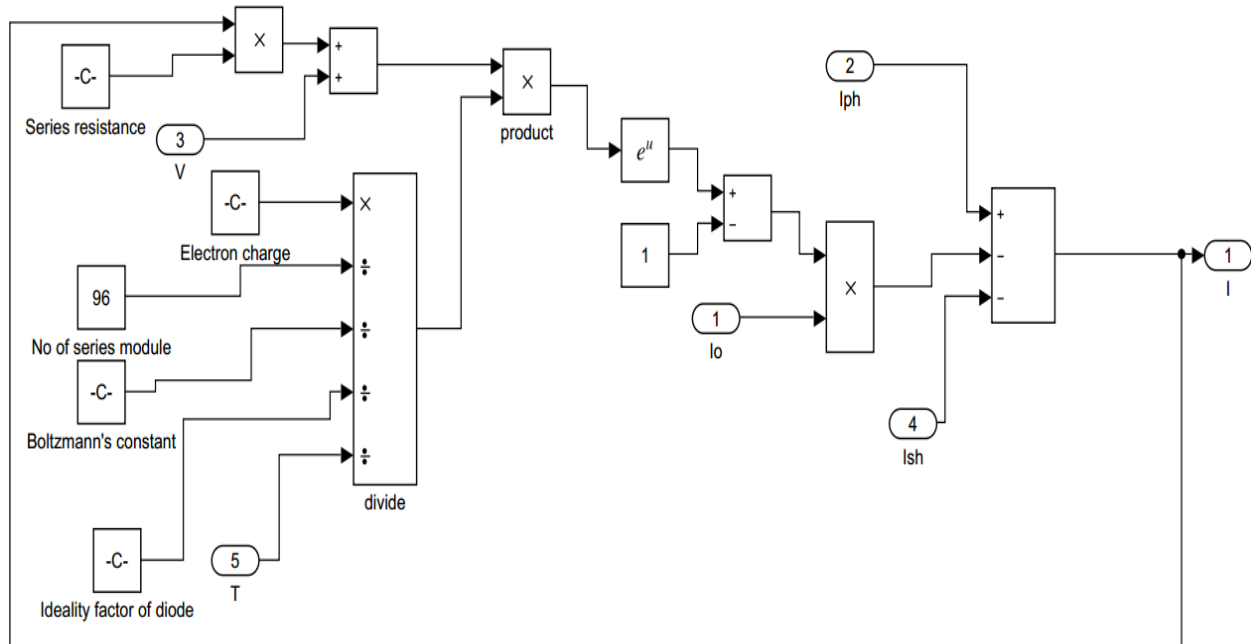 ×
+
+
-C-
Series resistance
3
V
×
product
2
Iph
e^u
-C-
Electron charge
×
÷
÷
÷
÷
divide
96
No of series module
-C-
Boltzmann's constant
-C-
Ideality factor of diode
5
T
+
−
1
×
1
Io
+
−
−
4
Ish
1
I